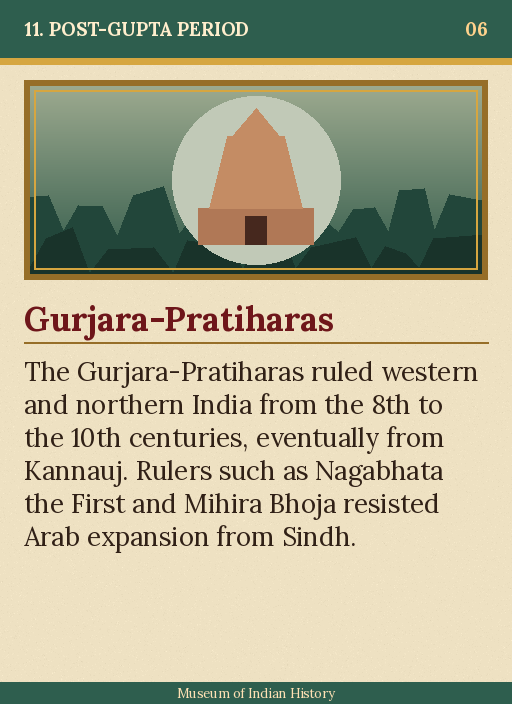 11. POST-GUPTA PERIOD
06
Gurjara-Pratiharas
The Gurjara-Pratiharas ruled western
and northern India from the 8th to
the 10th centuries, eventually from
Kannauj. Rulers such as Nagabhata
the First and Mihira Bhoja resisted
Arab expansion from Sindh.
Museum of Indian History